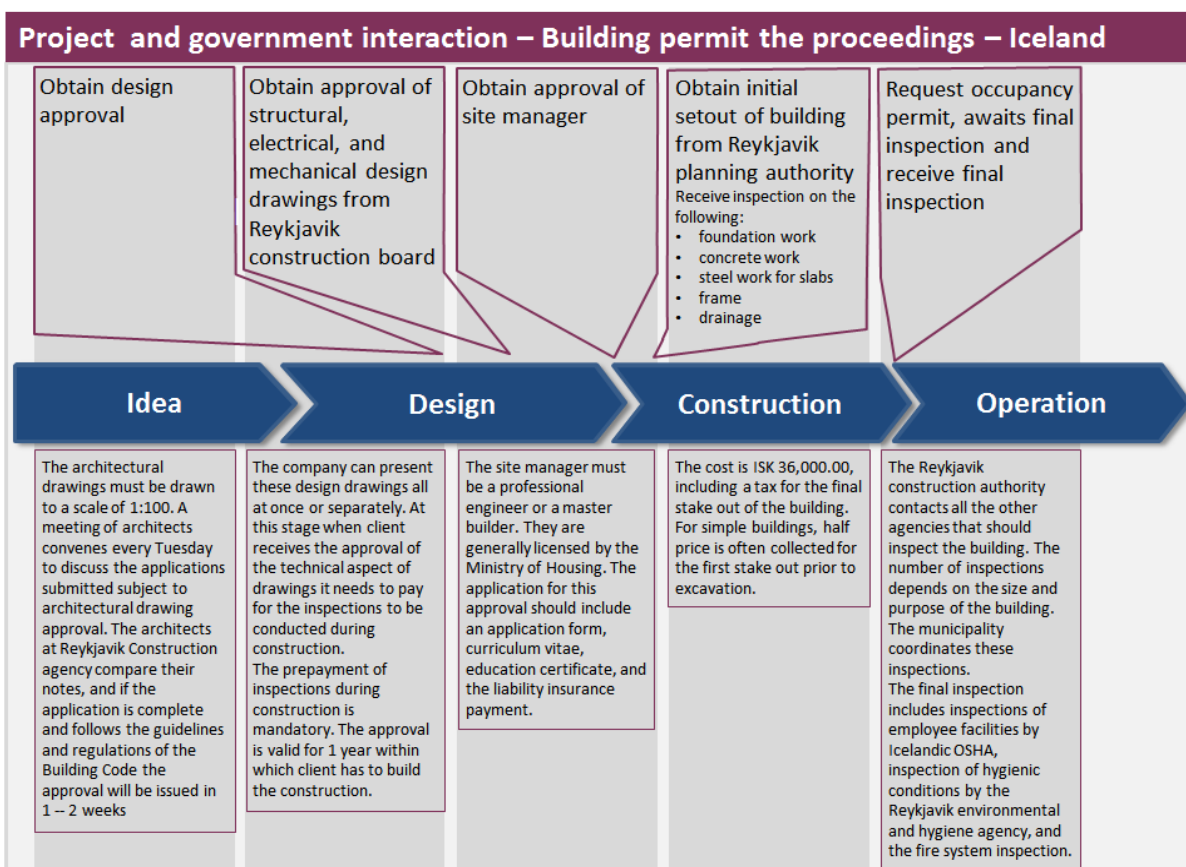 Project and government interaction – Building permit the proceedings – Iceland
Obtain design
approval
Obtain approval of
structural,
electrical, and
mechanical design
drawings from
Reykjavik
construction board
Obtain approval of
site manager
Obtain initial
setout of building
from Reykjavik
planning authority
Receive inspection on the
following:
• foundation work
• concrete work
• steel work for slabs
• frame
• drainage
Request occupancy
permit, awaits final
inspection and
receive final
inspection
Idea
Design
Construction
Operation
The architectural
drawings must be drawn
to a scale of 1:100. A
meeting of architects
convenes every Tuesday
to discuss the applications
submitted subject to
architectural drawing
approval. The architects
at Reykjavik Construction
agency compare their
notes, and if the
application is complete
and follows the guidelines
and regulations of the
Building Code the
approval will be issued in
1 -- 2 weeks
The company can present
these design drawings all
at once or separately. At
this stage when client
receives the approval of
the technical aspect of
drawings it needs to pay
for the inspections to be
conducted during
construction.
The prepayment of
inspections during
construction is
mandatory. The approval
is valid for 1 year within
which client has to build
the construction.
The site manager must
be a professional
engineer or a master
builder. They are
generally licensed by the
Ministry of Housing. The
application for this
approval should include
an application form,
curriculum vitae,
education certificate, and
the liability insurance
payment.
The cost is ISK 36,000.00,
including a tax for the final
stake out of the building.
For simple buildings, half
price is often collected for
the first stake out prior to
excavation.
The Reykjavik
construction authority
contacts all the other
agencies that should
inspect the building. The
number of inspections
depends on the size and
purpose of the building.
The municipality
coordinates these
inspections.
The final inspection
includes inspections of
employee facilities by
Icelandic OSHA,
inspection of hygienic
conditions by the
Reykjavik environmental
and hygiene agency, and
the fire system inspection.